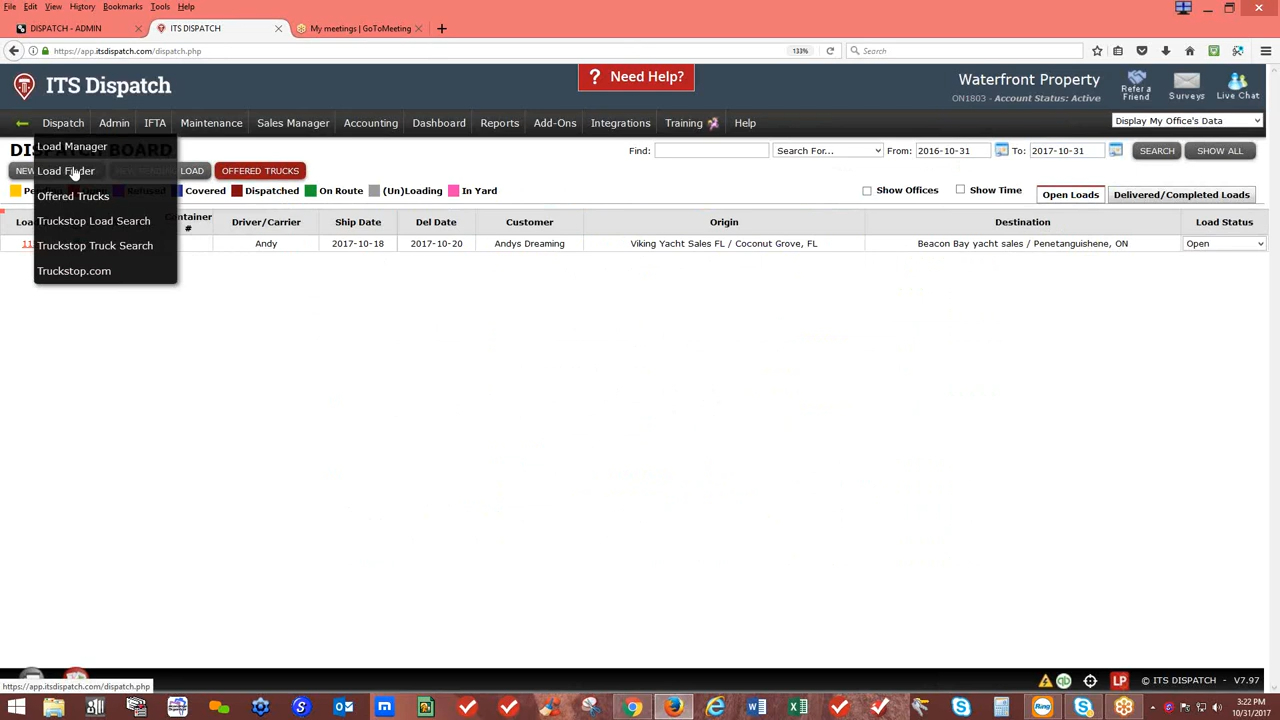 File Edit View History Bookmarks Tools Help
DISPATCH - ADMIN × ITS DISPATCH × My meetings | GoToMeeting × +
https://app.itsdispatch.com/dispatch.php 133% Search
ITS Dispatch ? Need Help? Waterfront Property
ON1803 - Account Status: Active Refer a Friend Surveys Live Chat
Dispatch Admin IFTA Maintenance Sales Manager Accounting Dashboard Reports Add-Ons Integrations Training Help Display My Office's Data
Load Manager
Load Finder
Offered Trucks
Truckstop Load Search
Truckstop Truck Search
Truckstop.com
Find: Search For... From: 2016-10-31 To: 2017-10-31 SEARCH SHOW ALL
NEW LOAD OFFERED TRUCKS
Refused Covered Dispatched On Route (Un)Loading In Yard Show Offices Show Time Open Loads Delivered/Completed Loads
Container # Driver/Carrier Ship Date Del Date Customer Origin Destination Load Status
11 Andy 2017-10-18 2017-10-20 Andys Dreaming Viking Yacht Sales FL / Coconut Grove, FL Beacon Bay yacht sales / Penetanguishene, ON Open
LP © ITS DISPATCH - V7.97
https://app.itsdispatch.com/dispatch.php
3:22 PM
10/31/2017